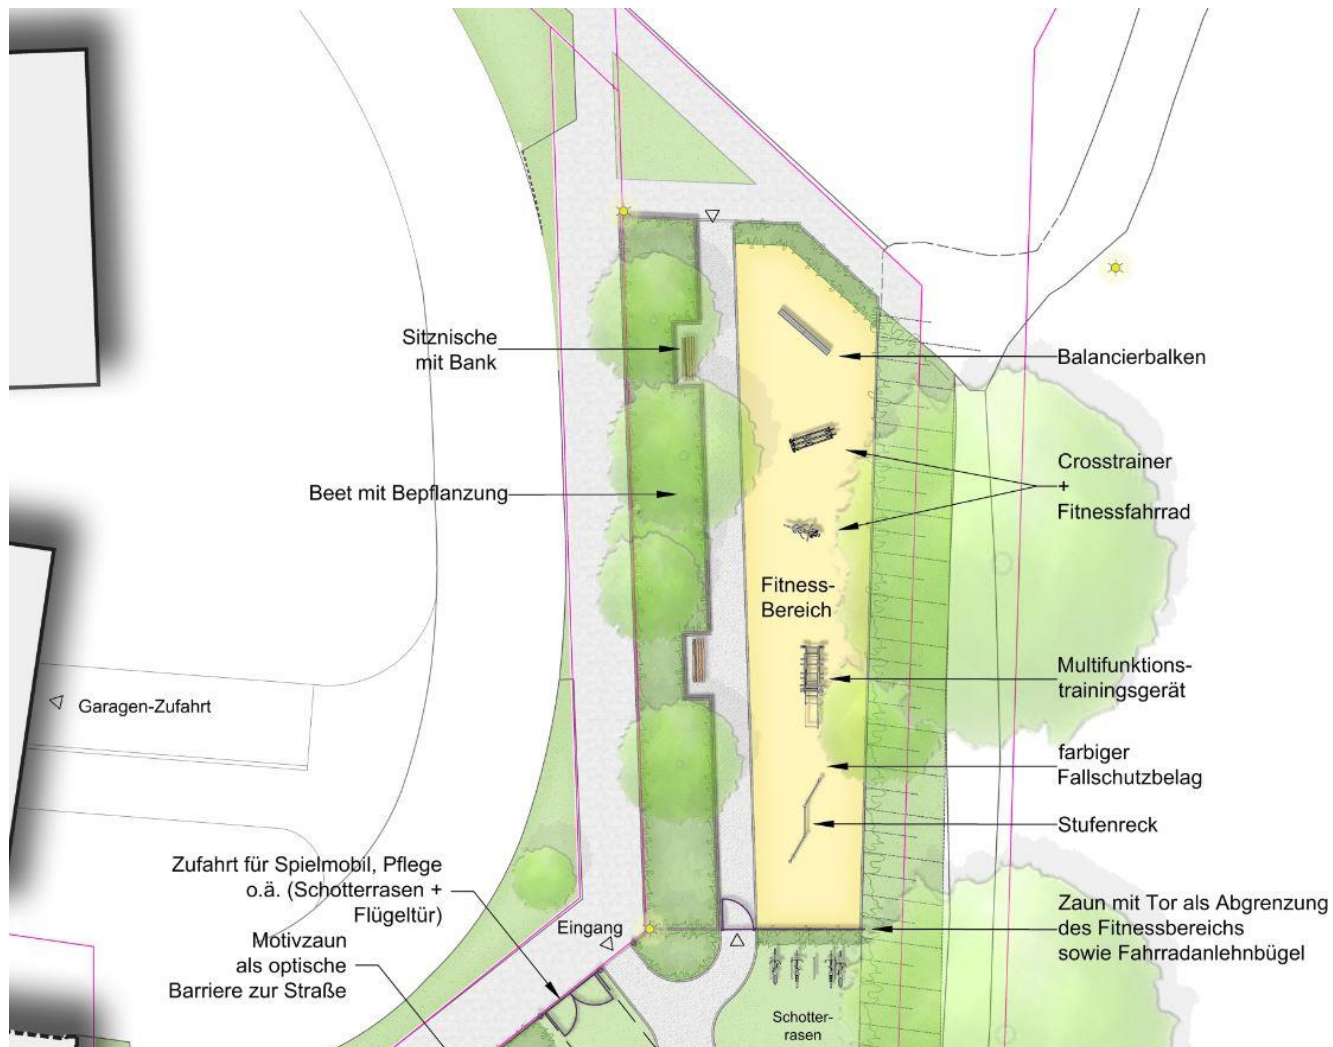 Sitznische
mit Bank
Balancierbalken
Crosstrainer
+
Fitnessfahrrad
Beet mit Bepflanzung
Fitness-
Bereich
Multifunktions-
trainingsgerät
Garagen-Zufahrt
farbiger
Fallschutzbelag
Stufenreck
Zufahrt für Spielmobil, Pflege
o.ä. (Schotterrasen +
Flügeltür)
Eingang
Zaun mit Tor als Abgrenzung
des Fitnessbereichs
sowie Fahrradanlehnbügel
Motivzaun
als optische
Barriere zur Straße
Schotter-
rasen